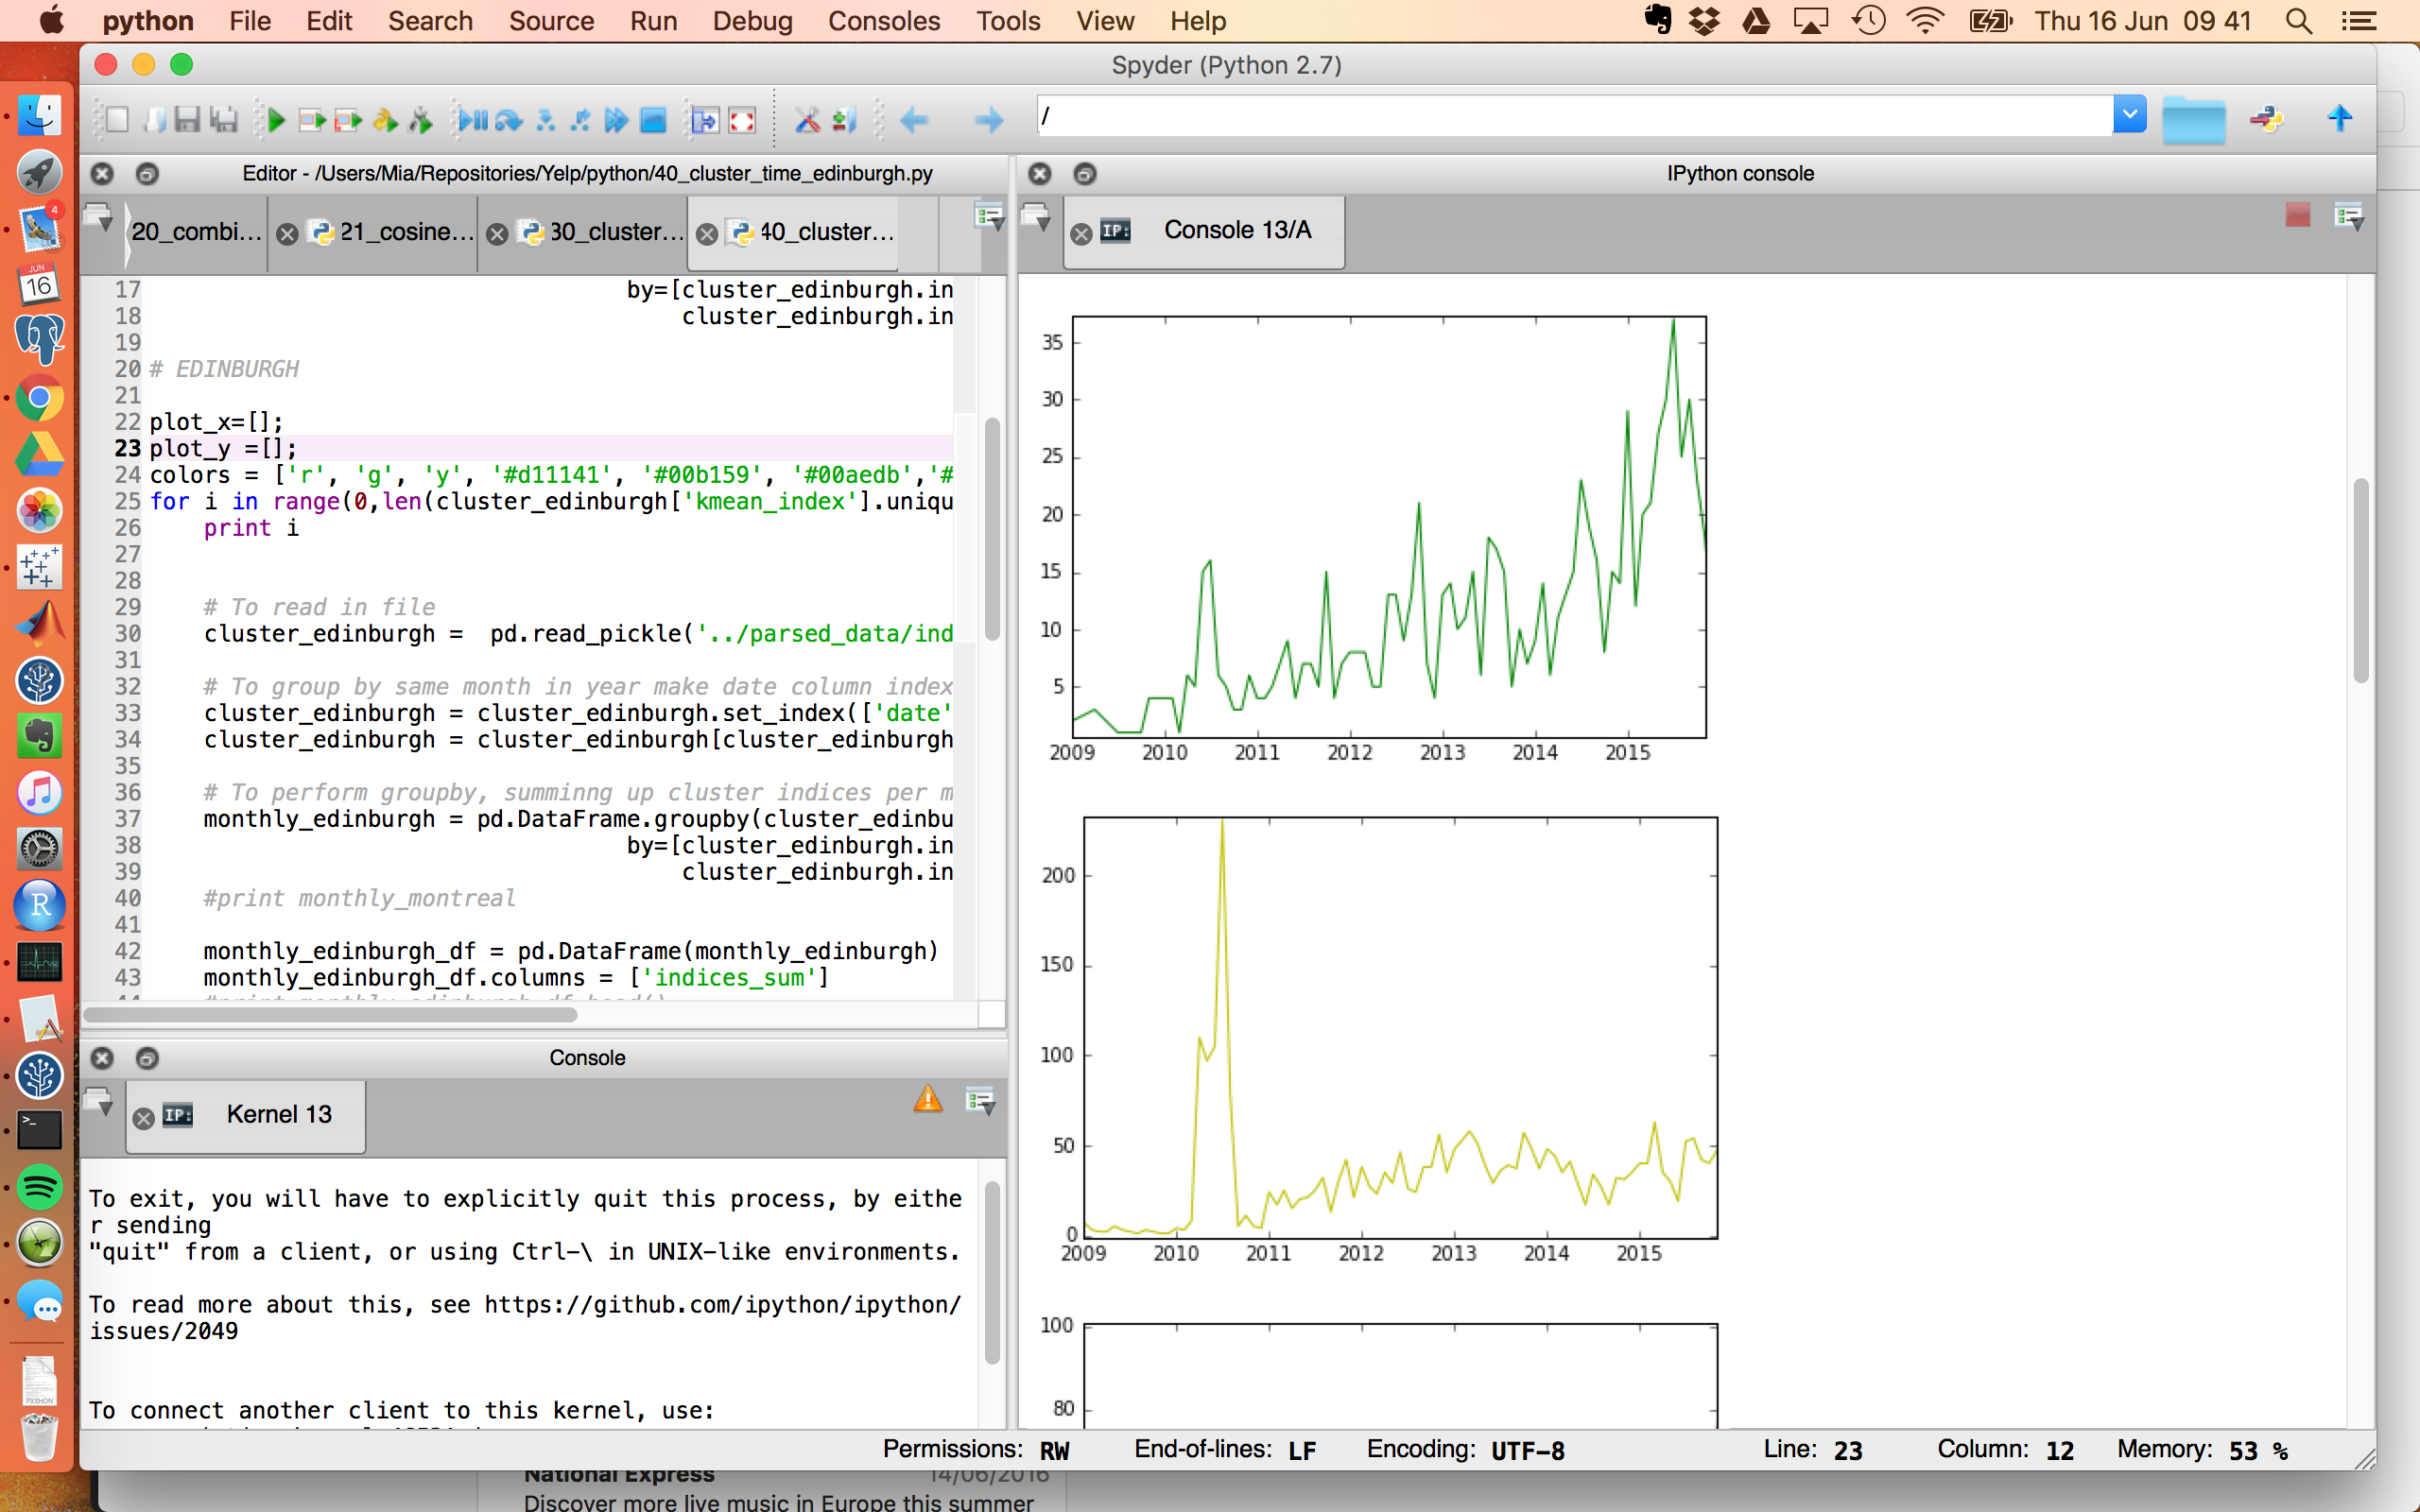 python File Edit Search Source Run Debug Consoles Tools View Help Thu 16 Jun 09 41
Spyder (Python 2.7)
/
Editor - /Users/Mia/Repositories/Yelp/python/40_cluster_time_edinburgh.py
20_combi... 21_cosine... 30_cluster... 40_cluster...
17 by=[cluster_edinburgh.in
18 cluster_edinburgh.in
19
20 # EDINBURGH
21
22 plot_x=[];
23 plot_y =[];
24 colors = ['r', 'g', 'y', '#d11141', '#00b159', '#00aedb','#
25 for i in range(0,len(cluster_edinburgh['kmean_index'].uniqu
26 print i
27
28
29 # To read in file
30 cluster_edinburgh = pd.read_pickle('../parsed_data/ind
31
32 # To group by same month in year make date column index
33 cluster_edinburgh = cluster_edinburgh.set_index(['date'
34 cluster_edinburgh = cluster_edinburgh[cluster_edinburgh
35
36 # To perform groupby, summinng up cluster indices per m
37 monthly_edinburgh = pd.DataFrame.groupby(cluster_edinbu
38 by=[cluster_edinburgh.in
39 cluster_edinburgh.in
40 #print monthly_montreal
41
42 monthly_edinburgh_df = pd.DataFrame(monthly_edinburgh)
43 monthly_edinburgh_df.columns = ['indices_sum']
Console
IP: Kernel 13
To exit, you will have to explicitly quit this process, by eithe
r sending
"quit" from a client, or using Ctrl-\ in UNIX-like environments.
To read more about this, see https://github.com/ipython/ipython/
issues/2049
To connect another client to this kernel, use:
IPython console
IP: Console 13/A
35
30
25
20
15
10
5
2009 2010 2011 2012 2013 2014 2015
200
150
100
50
0
2009 2010 2011 2012 2013 2014 2015
100
80
Permissions: RW End-of-lines: LF Encoding: UTF-8 Line: 23 Column: 12 Memory: 53 %
National Express 14/06/2016
Discover more live music in Europe this summer
4
JUN
16
R
PYTHON